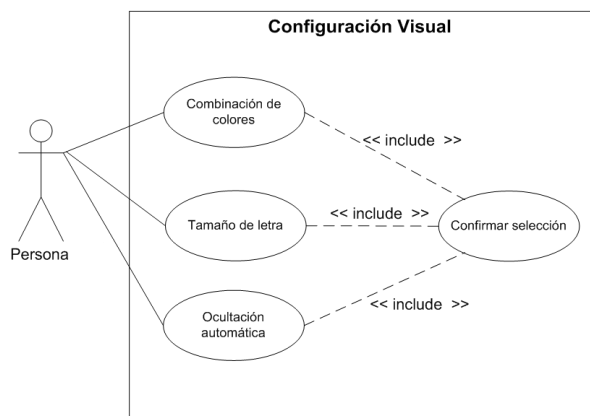 Configuración Visual
Combinación de
colores
<< include >>
Tamaño de letra
<< include >>
Confirmar selección
Persona
Ocultación
automática
<< include >>